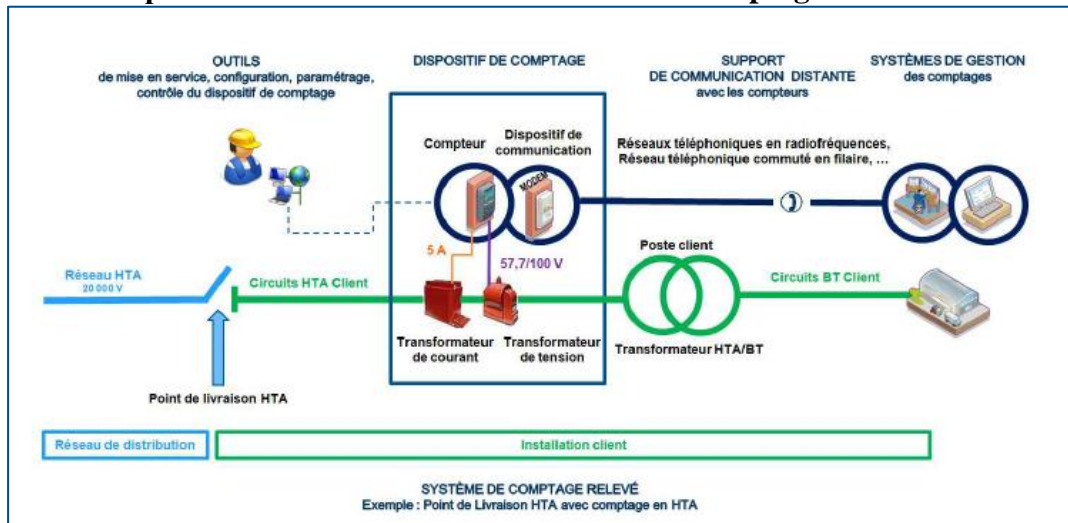 OUTILS
de mise en service, configuration, paramétrage,
contrôle du dispositif de comptage
DISPOSITIF DE COMPTAGE
SUPPORT
DE COMMUNICATION DISTANTE
avec les compteurs
SYSTÈMES DE GESTION
des comptages
Compteur
Dispositif de
communication
Réseaux téléphoniques en radiofréquences,
Réseau téléphonique commuté en filaire, ...
MODEM
5 A
57,7/100 V
Poste client
Réseau HTA
20 000 V
Circuits HTA Client
Circuits BT Client
Transformateur
de courant
Transformateur
de tension
Transformateur HTA/BT
Point de livraison HTA
Réseau de distribution
Installation client
SYSTÈME DE COMPTAGE RELEVÉ
Exemple : Point de Livraison HTA avec comptage en HTA